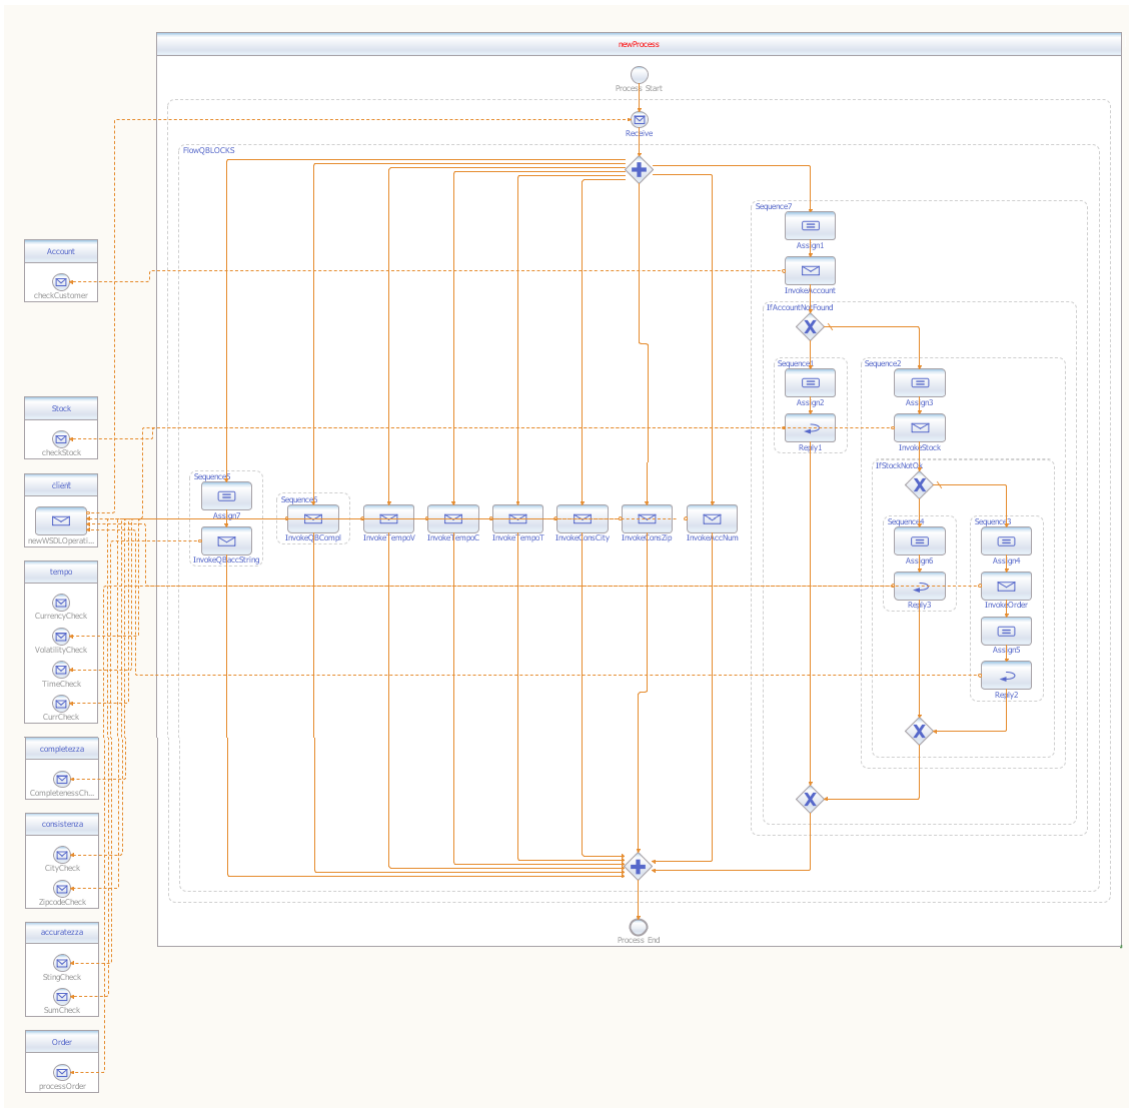 newProcess
Process Start
Receive
FlowQBLOCKS
Sequence7
Assign1
InvokeAccount
IfAccountNotFound
Sequence1
Assign2
Reply1
Sequence2
Assign3
InvokeStock
IfStockNotOk
Sequence4
Assign6
Reply3
Sequence3
Assign4
InvokeOrder
Assign5
Reply2
Assign7
InvokeQBaccString
InvokeQBCompl
InvokeTempoV
InvokeTempoC
InvokeTempoT
InvokeConsCity
InvokeConsZip
InvokeAccNum
Process End
Account
checkCustomer
Stock
checkStock
client
newWSDLOperati...
tempo
CurrencyCheck
VolatilityCheck
TimeCheck
CurrCheck
completezza
CompletenessCh...
consistenza
CityCheck
ZipcodeCheck
accuratezza
StingCheck
SumCheck
Order
processOrder